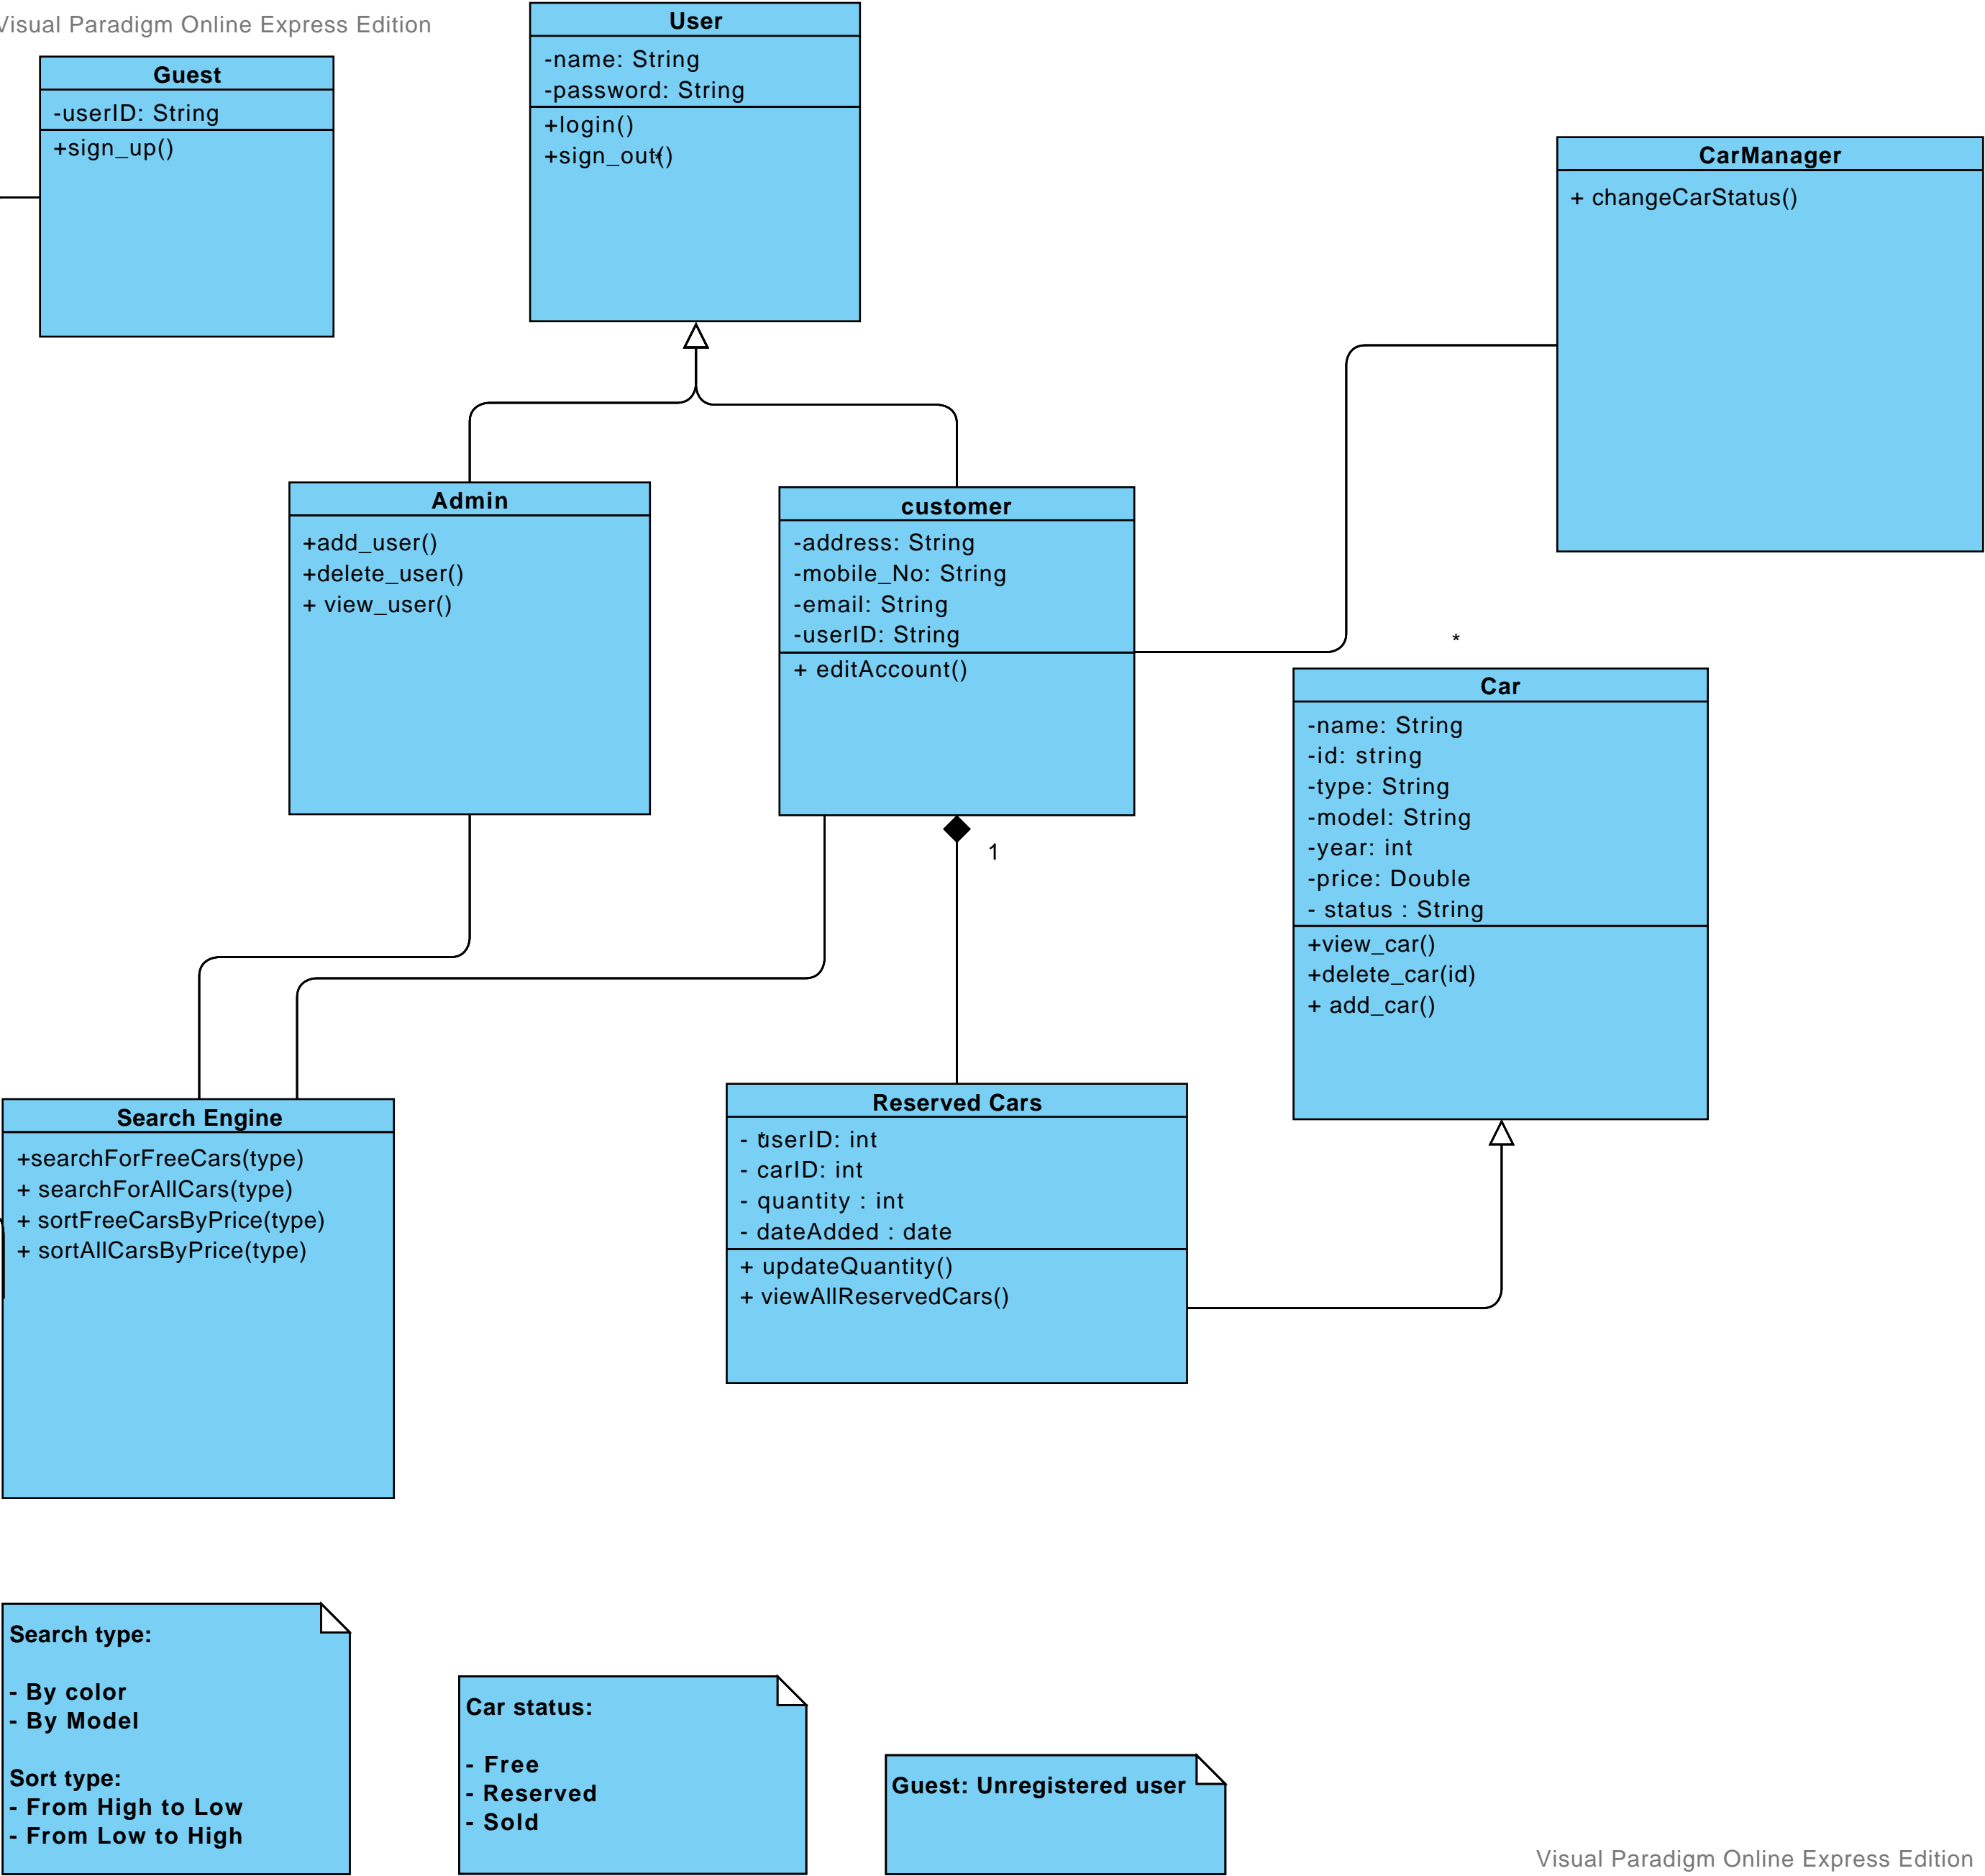 Visual Paradigm Online Express Edition
User
-name: String
-password: String
+login()
+sign_out()
*
Guest
-userID: String
+sign_up()
CarManager
+ changeCarStatus()
Admin
+add_user()
+delete_user()
+ view_user()
customer
-address: String
-mobile_No: String
-email: String
-userID: String
+ editAccount()
1
*
Car
-name: String
-id: string
-type: String
-model: String
-year: int
-price: Double
- status : String
+view_car()
+delete_car(id)
+ add_car()
Search Engine
+searchForFreeCars(type)
+ searchForAllCars(type)
+ sortFreeCarsByPrice(type)
+ sortAllCarsByPrice(type)
Reserved Cars
*
- userID: int
- carID: int
- quantity : int
- dateAdded : date
+ updateQuantity()
+ viewAllReservedCars()
Search type:
- By color
- By Model
Sort type:
- From High to Low
- From Low to High
Car status:
- Free
- Reserved
- Sold
Guest: Unregistered user
Visual Paradigm Online Express Edition